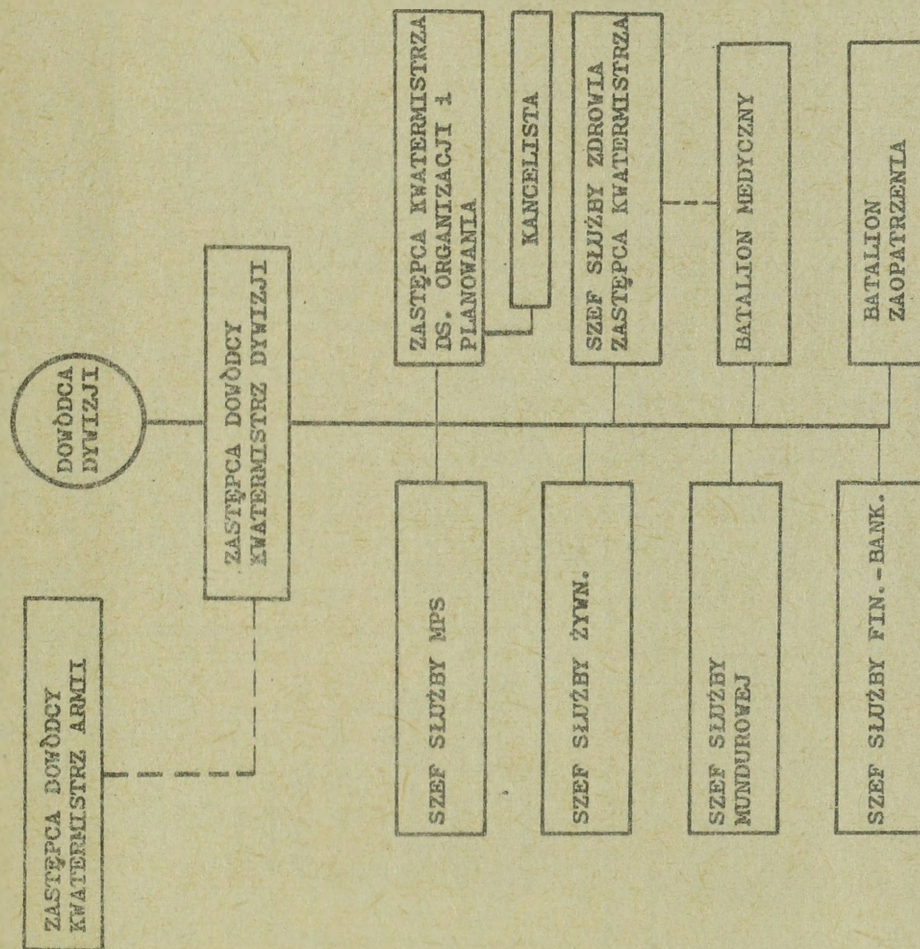 DOWÓDCA
DYWIZJI
ZASTĘPCA DOWÓDCY
KWATERMISTRZ ARMII
ZASTĘPCA DOWÓDCY
KWATERMISTRZ DYWIZJI
SZEF SŁUŻBY MPS
SZEF SŁUŻBY ŻYWN.
SZEF SŁUŻBY
MUNDUROWEJ
SZEF SŁUŻBY FIN.-BANK.
ZASTĘPCA KWATERMISTRZA
DS. ORGANIZACJI i
PLANOWANIA
KANCELISTA
SZEF SŁUŻBY ZDROWIA
ZASTĘPCA KWATERMISTRZA
BATALION MEDYCZNY
BATALION
ZAOPATRZENIA